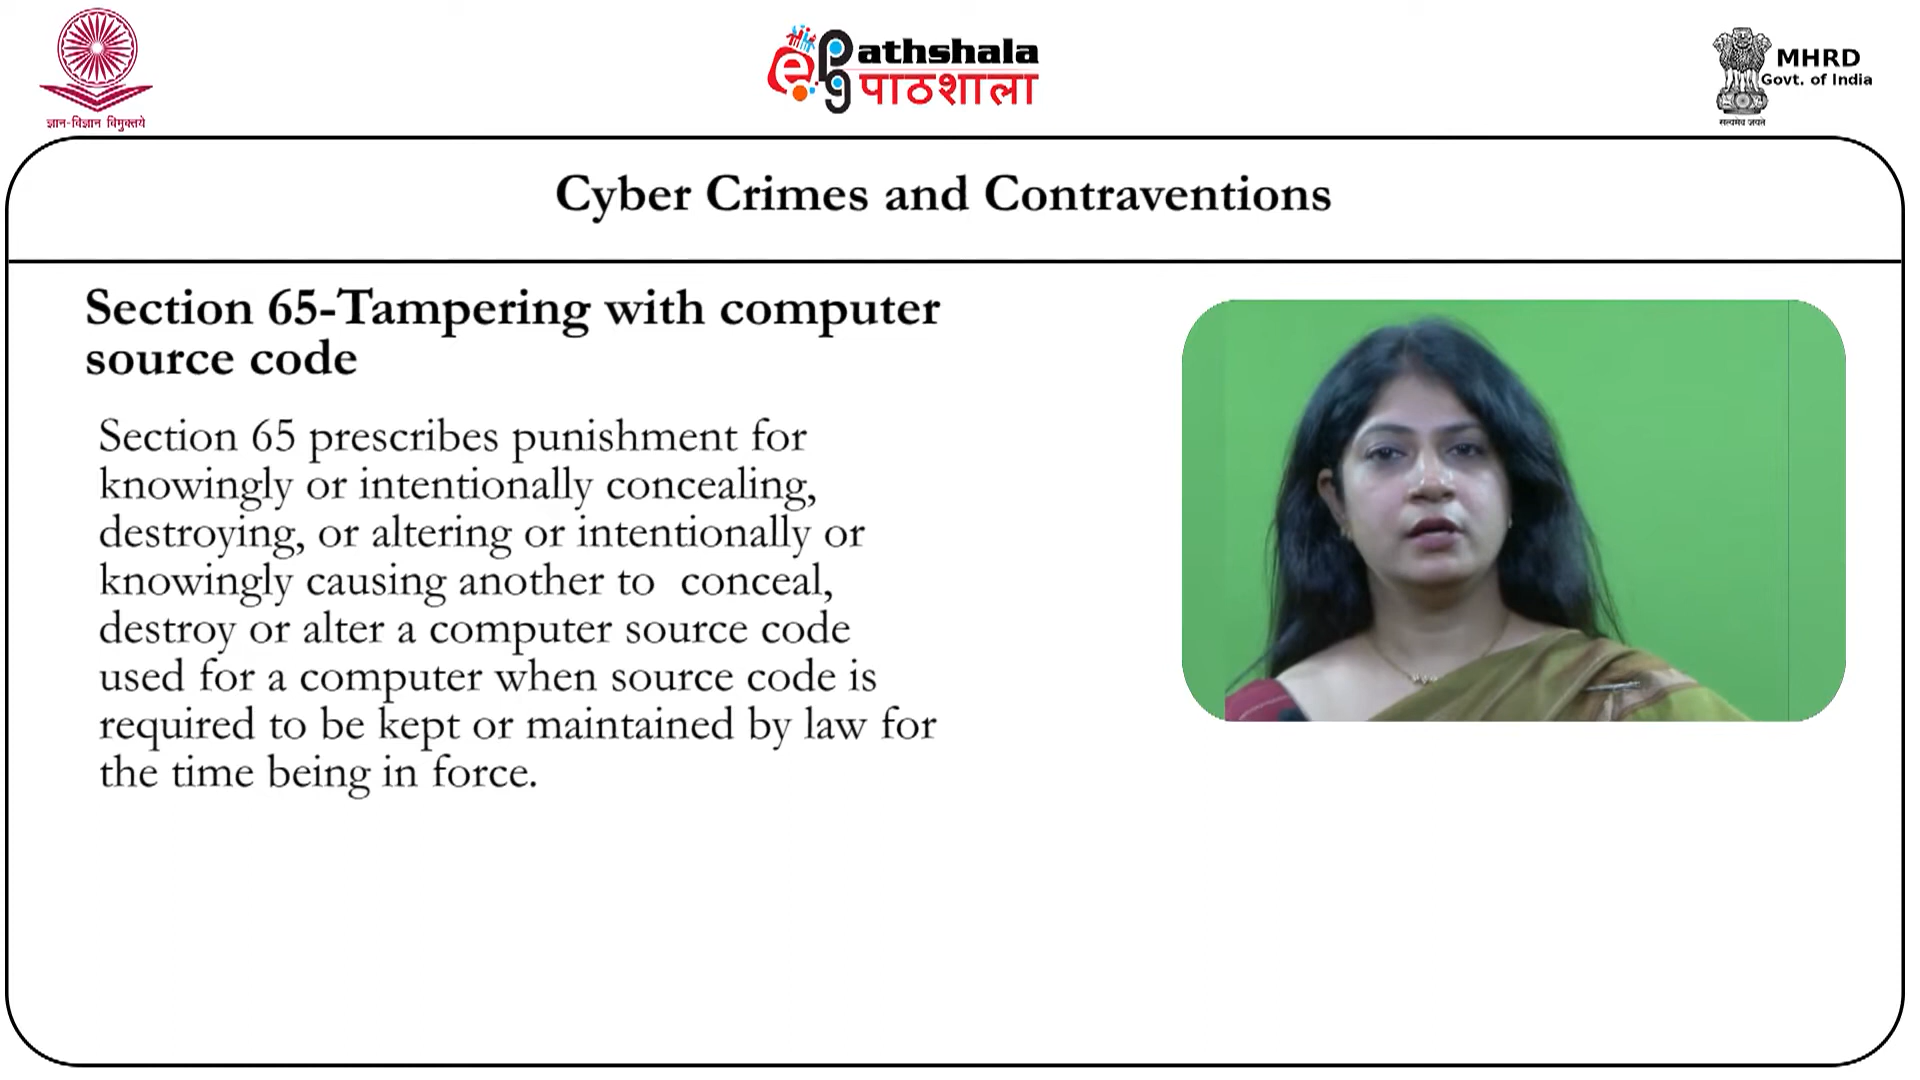 ज्ञान-विज्ञान विमुक्तये
ePathshala
पाठशाला
MHRD
Govt. of India
सत्यमेव जयते
Cyber Crimes and Contraventions
Section 65-Tampering with computer
source code
Section 65 prescribes punishment for
knowingly or intentionally concealing,
destroying, or altering or intentionally or
knowingly causing another to  conceal,
destroy or alter a computer source code
used for a computer when source code is
required to be kept or maintained by law for
the time being in force.